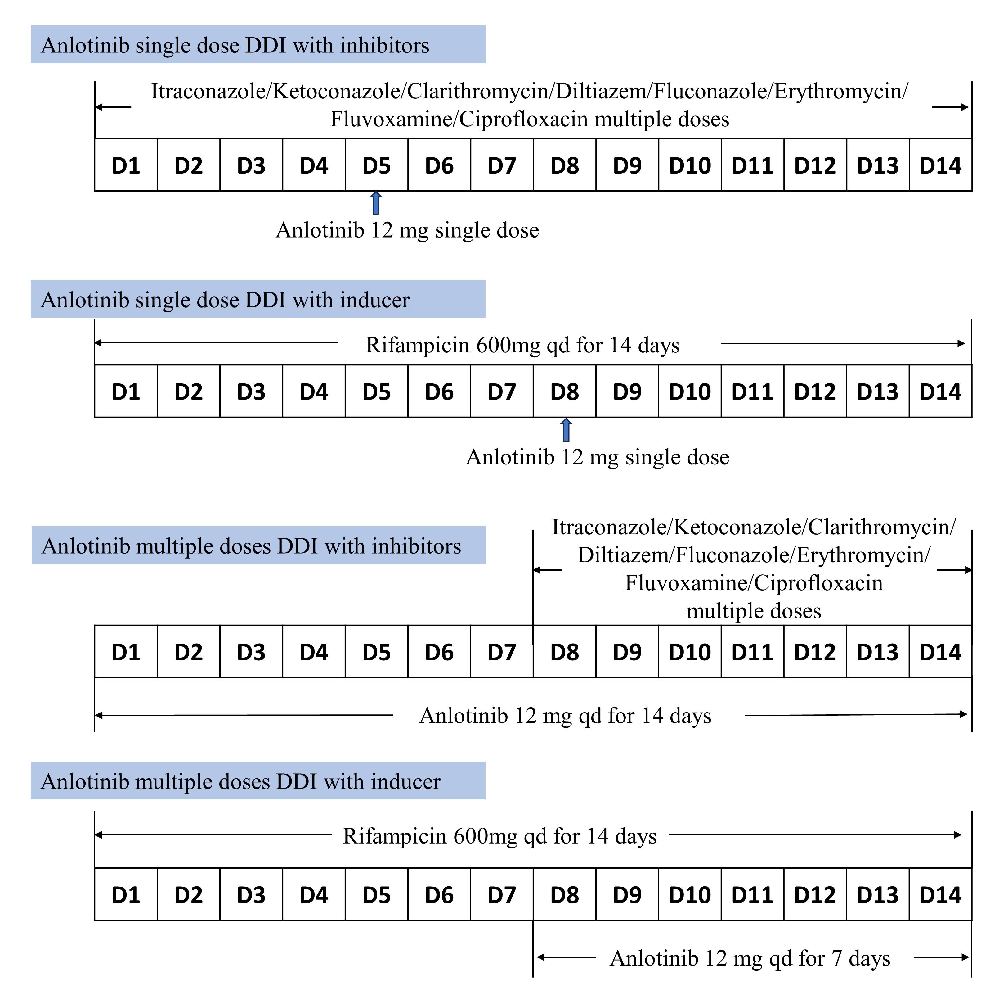 Anlotinib single dose DDI with inhibitors
Itraconazole/Ketoconazole/Clarithromycin/Diltiazem/Fluconazole/Erythromycin/
Fluvoxamine/Ciprofloxacin multiple doses
D1 D2 D3 D4 D5 D6 D7 D8 D9 D10 D11 D12 D13 D14
Anlotinib 12 mg single dose
Anlotinib single dose DDI with inducer
Rifampicin 600mg qd for 14 days
D1 D2 D3 D4 D5 D6 D7 D8 D9 D10 D11 D12 D13 D14
Anlotinib 12 mg single dose
Anlotinib multiple doses DDI with inhibitors
Itraconazole/Ketoconazole/Clarithromycin/
Diltiazem/Fluconazole/Erythromycin/
Fluvoxamine/Ciprofloxacin
multiple doses
D1 D2 D3 D4 D5 D6 D7 D8 D9 D10 D11 D12 D13 D14
Anlotinib 12 mg qd for 14 days
Anlotinib multiple doses DDI with inducer
Rifampicin 600mg qd for 14 days
D1 D2 D3 D4 D5 D6 D7 D8 D9 D10 D11 D12 D13 D14
Anlotinib 12 mg qd for 7 days